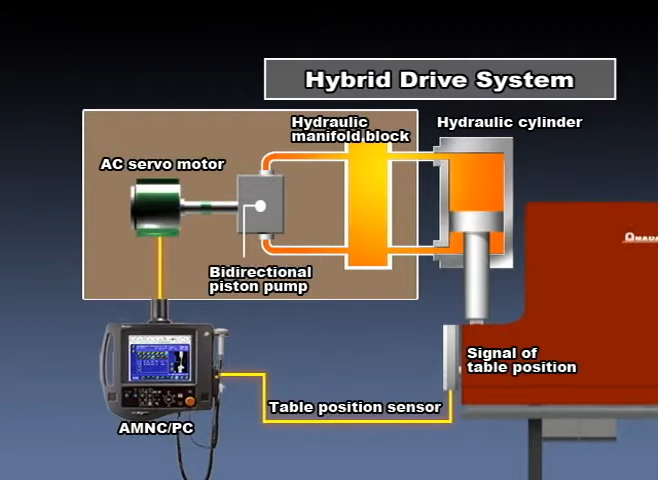 Hybrid Drive System
Hydraulic
manifold block
Hydraulic cylinder
AC servo motor
Bidirectional
piston pump
Signal of
table position
Table position sensor
AMNC/PC